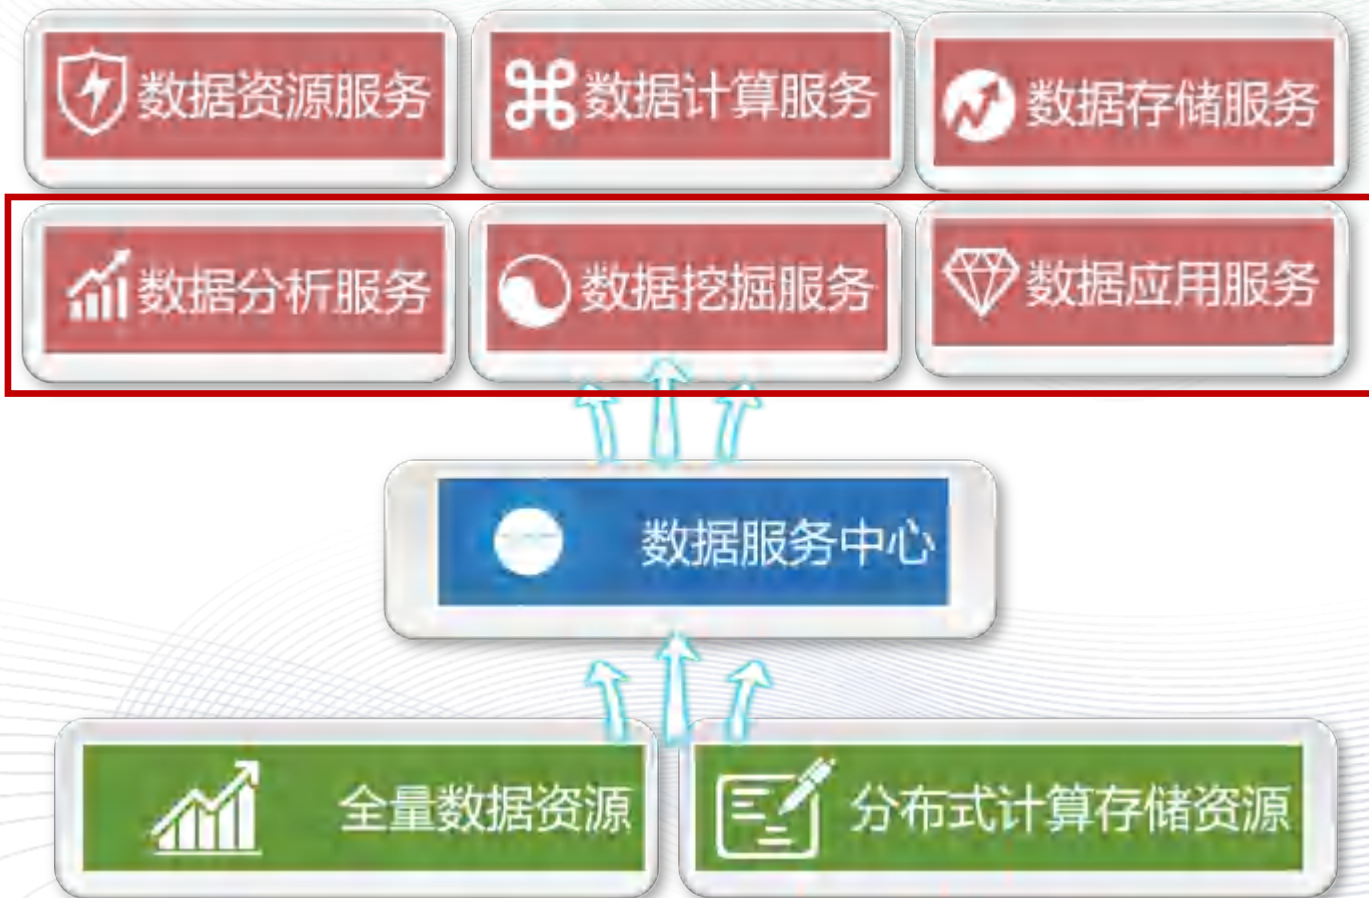 数据资源服务
数据计算服务
数据存储服务
数据分析服务
数据挖掘服务
数据应用服务
数据服务中心
全量数据资源
分布式计算存储资源